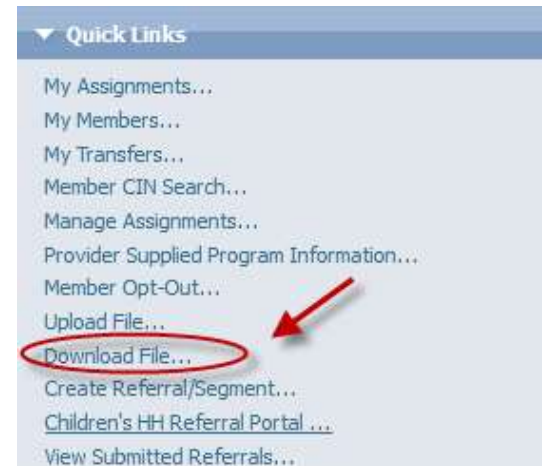 Quick Links
My Assignments...
My Members...
My Transfers...
Member CIN Search...
Manage Assignments...
Provider Supplied Program Information...
Member Opt-Out...
Upload File...
Download File...
Create Referral/Segment...
Children's HH Referral Portal ...
View Submitted Referrals...